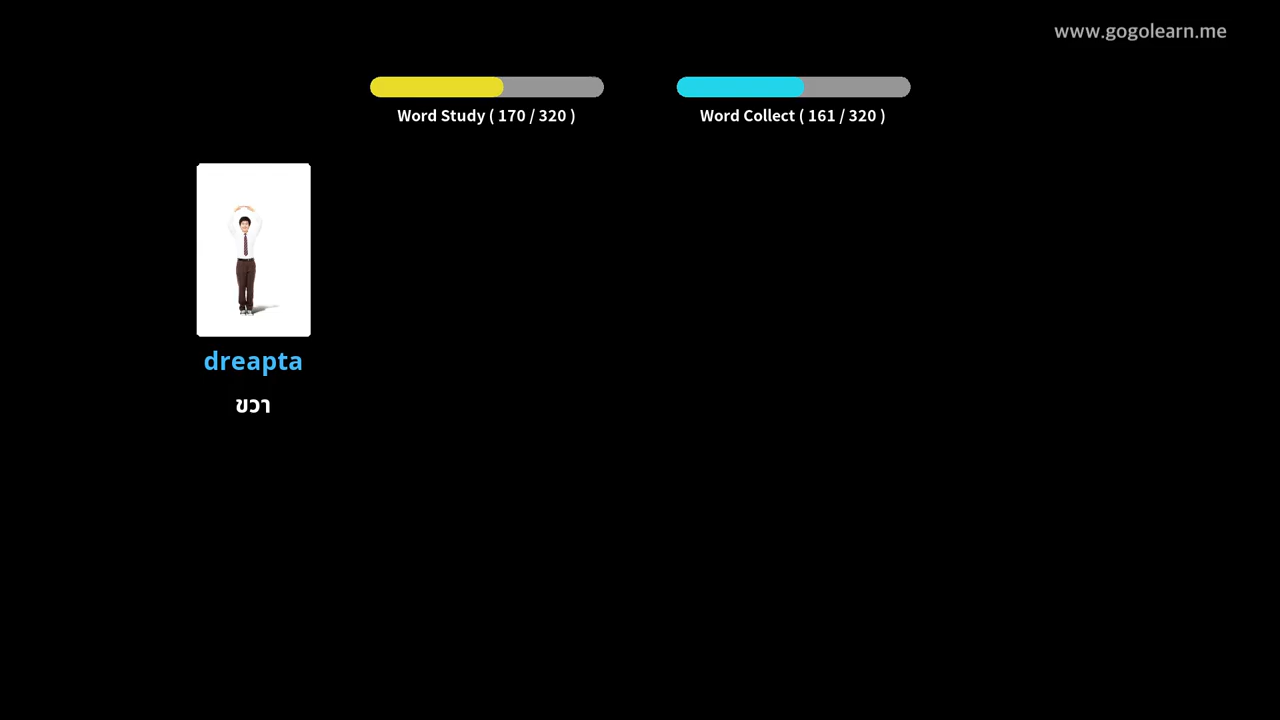 www.gogolearn.me
Word Study ( 170 / 320 )
Word Collect ( 161 / 320 )
dreapta
ขวา